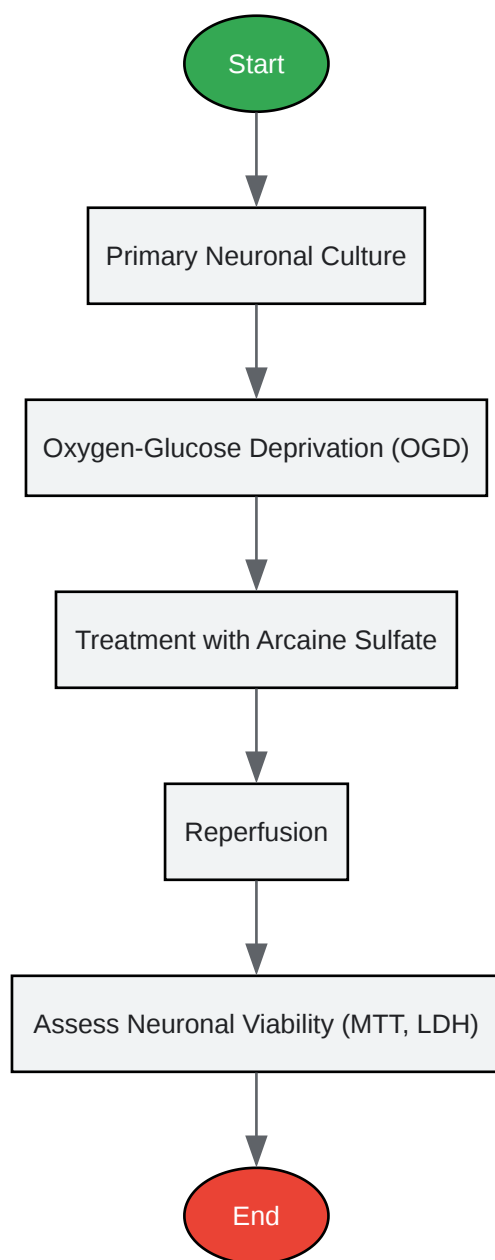 Start
Primary Neuronal Culture
Oxygen-Glucose Deprivation (OGD)
Treatment with Arcaine Sulfate
Reperfusion
Assess Neuronal Viability (MTT, LDH)
End